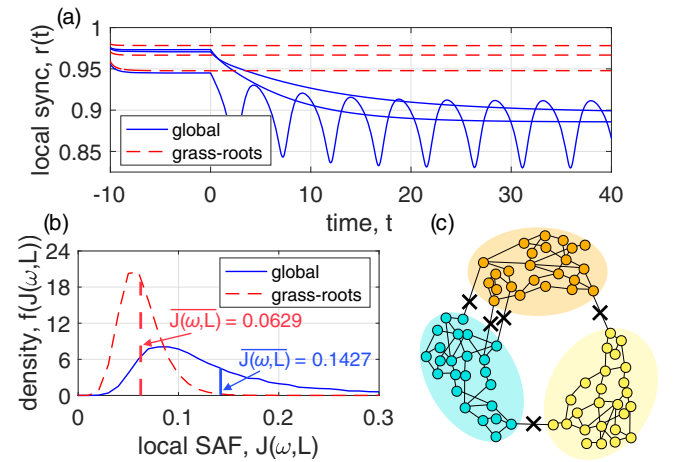 (a)
local sync, r(t)
1
0.95
0.9
0.85
global
grass-roots
-10
0
10
20
30
40
time, t
(b)
density, f(J(ω,L))
24
18
12
6
0
global
grass-roots
J(ω,L) = 0.0629
J(ω,L) = 0.1427
0
0.1
0.2
0.3
local SAF, J(ω,L)
(c)